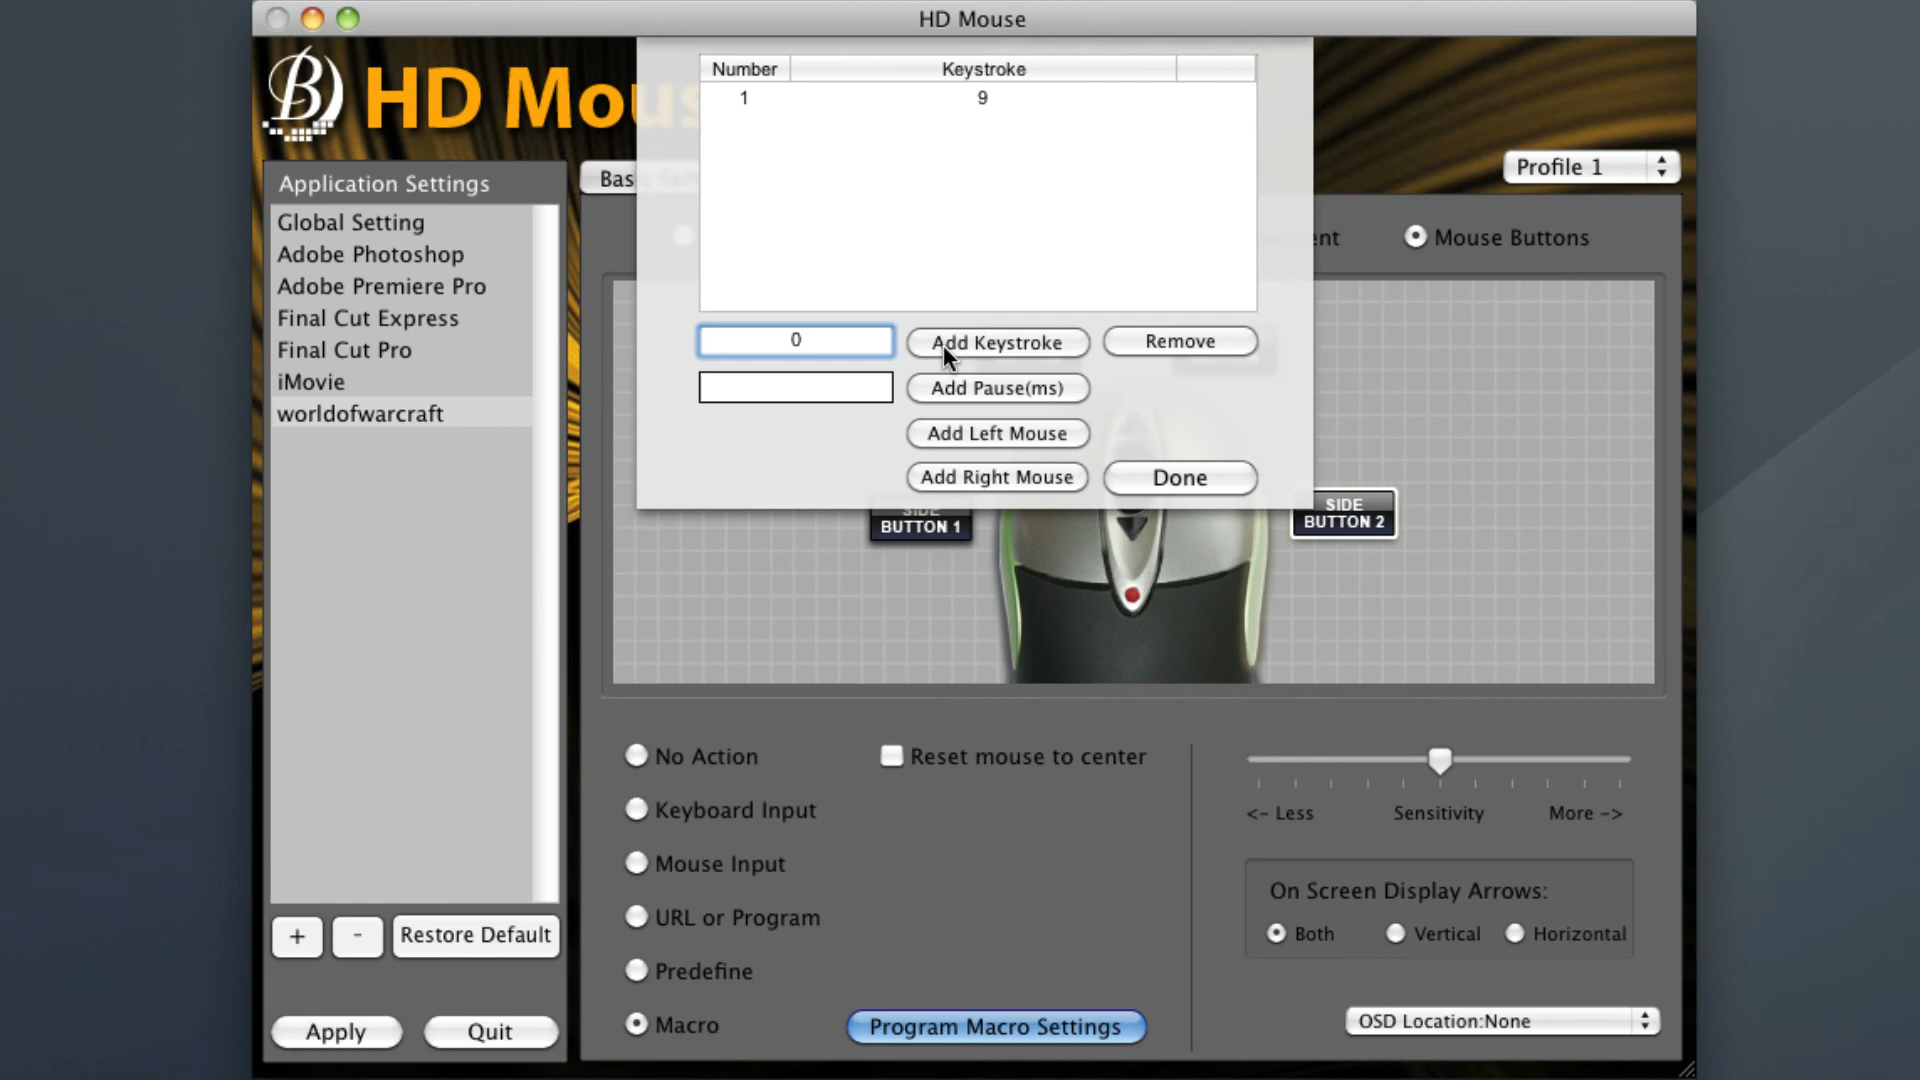 HD Mouse
B HD Mou
Number Keystroke
1 9
Profile 1
Application Settings
Bas
Global Setting
Adobe Photoshop
Adobe Premiere Pro
Final Cut Express
Final Cut Pro
iMovie
worldofwarcraft
ent Mouse Buttons
0 Add Keystroke Remove
Add Pause(ms)
Add Left Mouse
Add Right Mouse Done
SIDE
BUTTON 1
SIDE
BUTTON 2
No Action Reset mouse to center
Keyboard Input
Mouse Input
URL or Program
Predefine
Macro Program Macro Settings
<- Less Sensitivity More ->
On Screen Display Arrows:
Both Vertical Horizontal
OSD Location:None
+ - Restore Default
Apply Quit